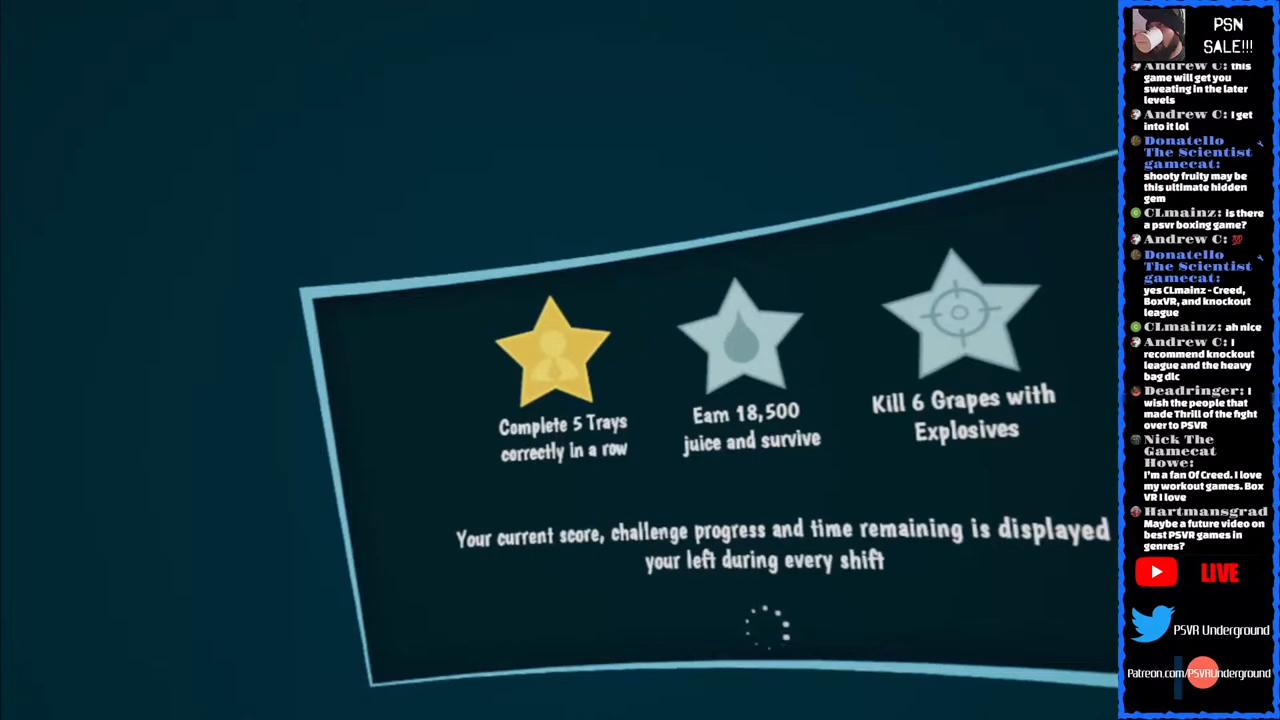 Complete 5 Trays
correctly in a row
Earn 18,500
juice and survive
Kill 6 Grapes with
Explosives
Your current score, challenge progress and time remaining is displayed
your left during every shift
PSN
SALE!!!
Andrew C: this
game will get you
sweating in the later
levels
Andrew C: I get
into it lol
Donatello
The Scientist
gamecat:
shooty fruity may be
this ultimate hidden
gem
CLmainz: is there
a psvr boxing game?
Andrew C: 💯
Donatello
The Scientist
gamecat:
yes CLmainz - Creed,
BoxVR, and knockout
league
CLmainz: ah nice
Andrew C: I
recommend knockout
league and the heavy
bag dlc
Deadringer: I
wish the people that
made Thrill of the fight
over to PSVR
Nick The
Gamecat
Howe:
I'm a fan Of Creed. I love
my workout games. Box
VR I love
Hartmansgrad
Maybe a future video on
best PSVR games in
genres?
LIVE
PSVR Underground
Patreon.com/PSVRUnderground